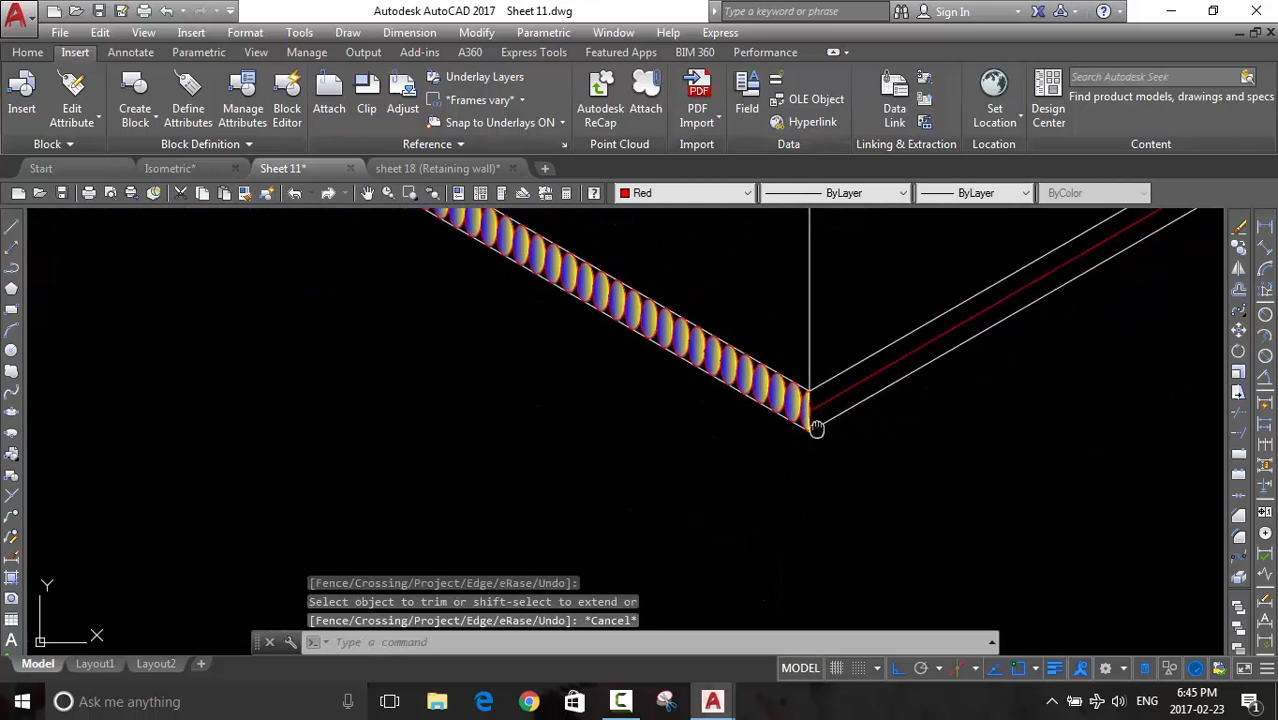 Autodesk AutoCAD 2017 Sheet 11.dwg
Type a keyword or phrase
Sign In
File Edit View Insert Format Tools Draw Dimension Modify Parametric Window Help Express
Home Insert Annotate Parametric View Manage Output Add-ins A360 Express Tools Featured Apps BIM 360 Performance
Insert
Edit Attribute
Create Block
Define Attributes
Manage Attributes
Block Editor
Attach
Clip
Adjust
Underlay Layers
*Frames vary*
Snap to Underlays ON
Autodesk ReCap
Attach
PDF
PDF Import
Field
OLE Object
Hyperlink
Data Link
Set Location
Design Center
Search Autodesk Seek
Find product models, drawings and specs
Block Block Definition Reference Point Cloud Import Data Linking & Extraction Location Content
Start Isometric* Sheet 11* sheet 18 (Retaining wall)*
Red ByLayer ByLayer ByColor
Y
X
[Fence/Crossing/Project/Edge/eRase/Undo]:
Select object to trim or shift-select to extend or
[Fence/Crossing/Project/Edge/eRase/Undo]: *Cancel*
Type a command
A
Model Layout1 Layout2
MODEL
Ask me anything
ENG
6:45 PM
2017-02-23
1